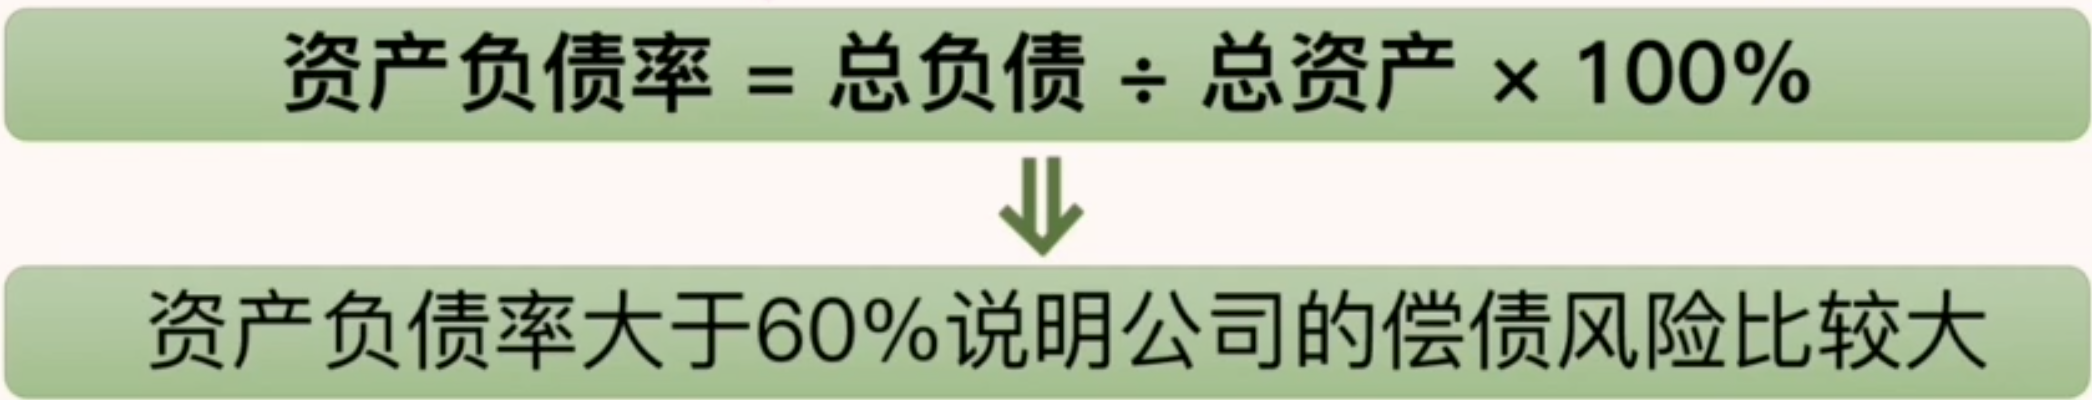 资产负债率 = 总负债 ÷ 总资产 × 100%
资产负债率大于60%说明公司的偿债风险比较大